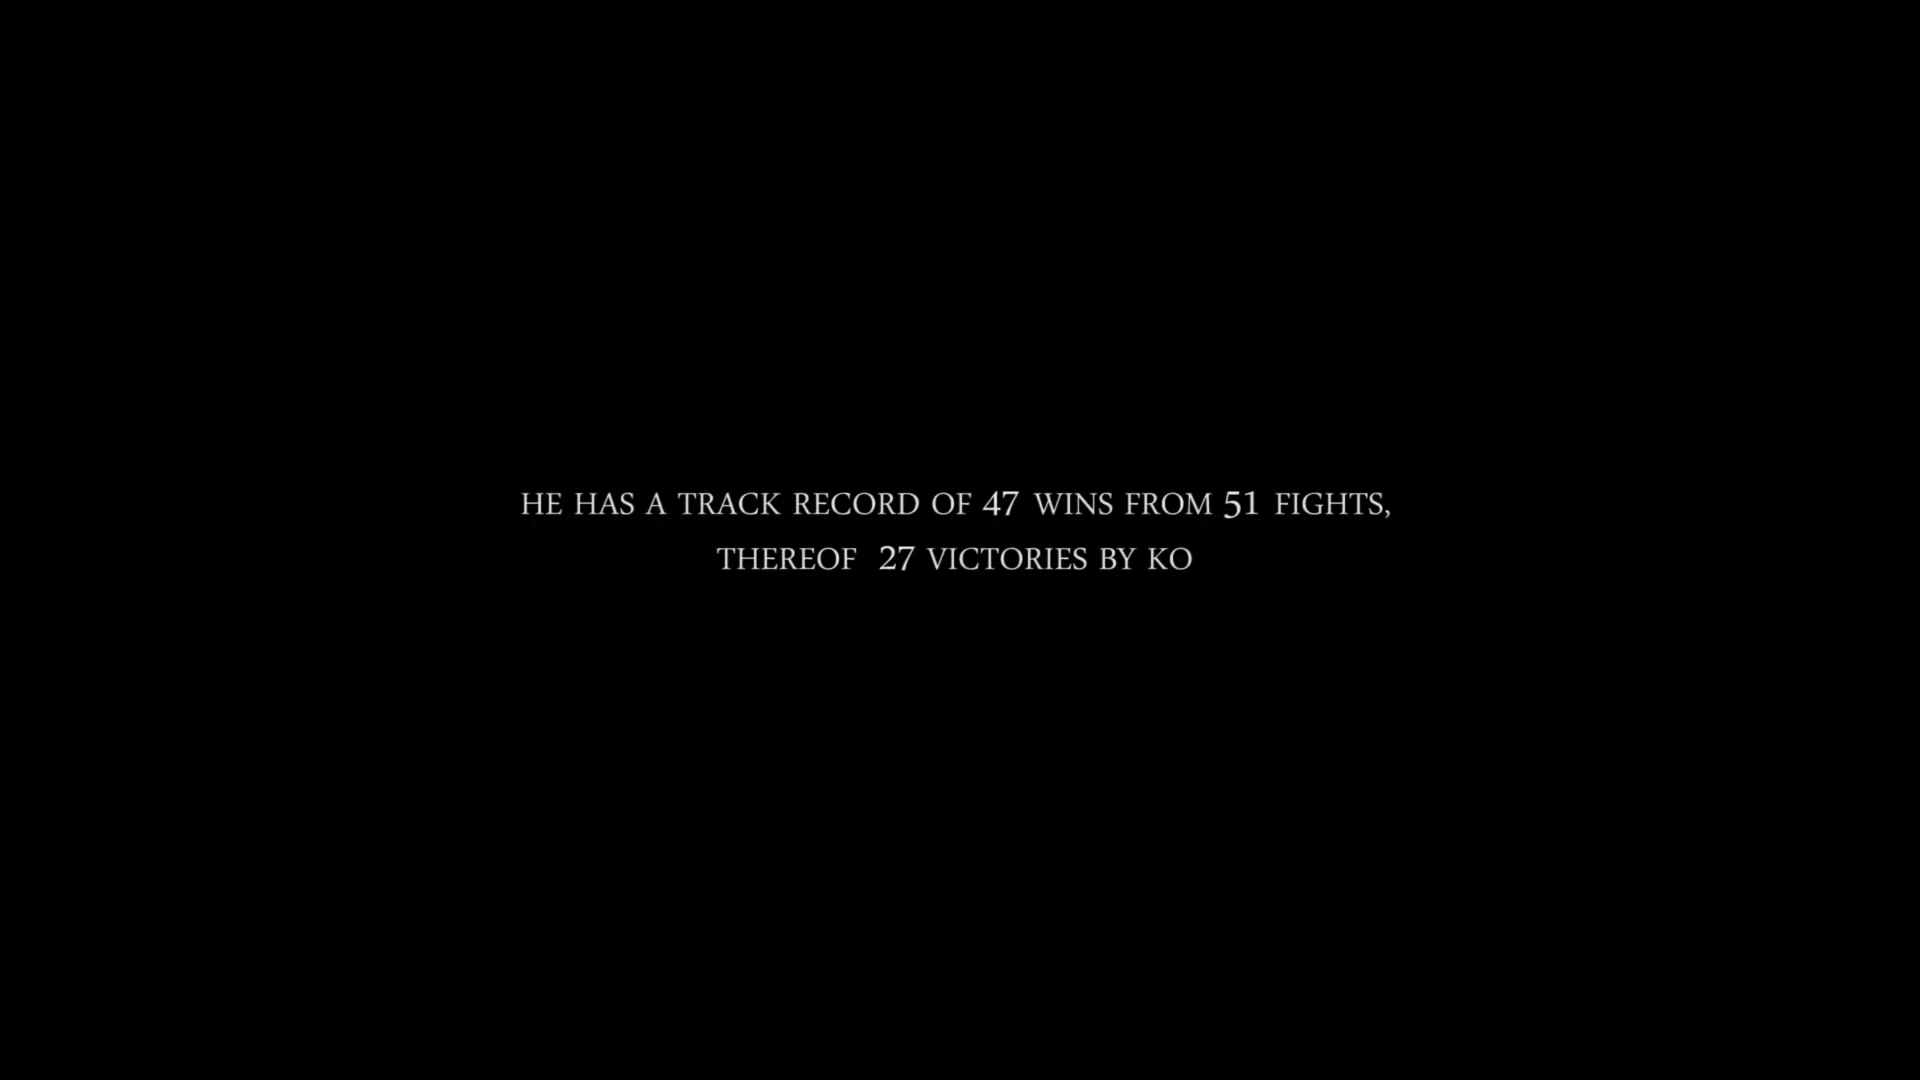 HE HAS A TRACK RECORD OF 47 WINS FROM 51 FIGHTS,
THEREOF 27 VICTORIES BY KO